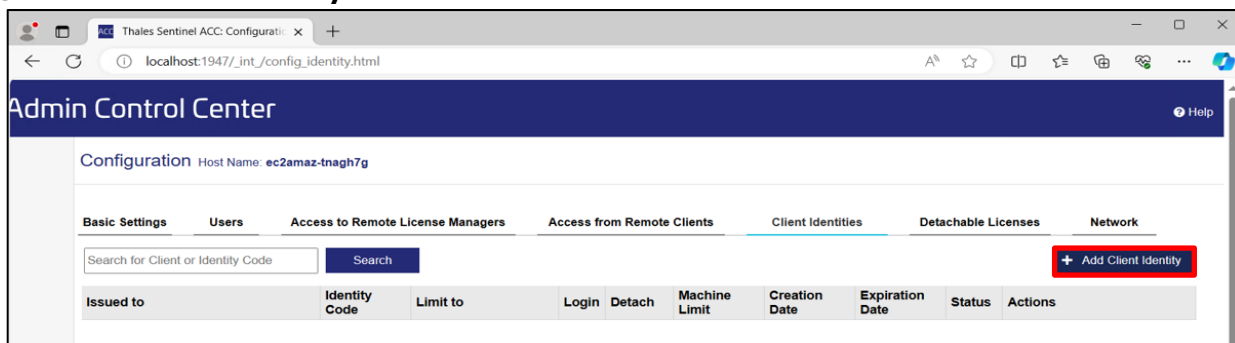 ACC Thales Sentinel ACC: Configuratio
localhost:1947/_int_/config_identity.html
Admin Control Center
Help
Configuration Host Name: ec2amaz-tnagh7g
Basic Settings Users Access to Remote License Managers Access from Remote Clients Client Identities Detachable Licenses Network
Search for Client or Identity Code Search + Add Client Identity
Issued to Identity Code Limit to Login Detach Machine Limit Creation Date Expiration Date Status Actions